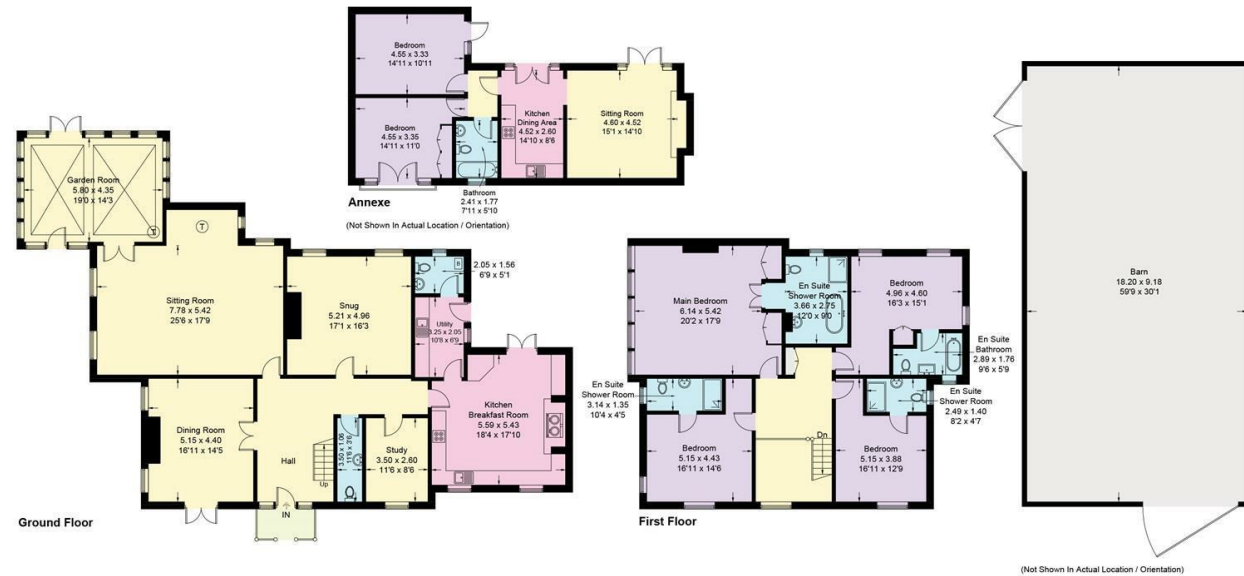 Bedroom
4.55 x 3.33
14'11 x 10'11
Bedroom
4.55 x 3.35
14'11 x 11'0
Kitchen
Dining Area
4.52 x 2.60
14'10 x 8'6
Sitting Room
4.60 x 4.52
15'1 x 14'10
Bathroom
2.41 x 1.77
7'11 x 5'10
Annexe
(Not Shown In Actual Location / Orientation)
Garden Room
5.80 x 4.35
19'0 x 14'3
T
T
Sitting Room
7.78 x 5.42
25'6 x 17'9
Snug
5.21 x 4.96
17'1 x 16'3
B
2.05 x 1.56
6'9 x 5'1
Utility
3.25 x 2.05
10'8 x 6'9
Kitchen
Breakfast Room
5.59 x 5.43
18'4 x 17'10
Dining Room
5.15 x 4.40
16'11 x 14'5
Hall
3.50 x 1.06
11'6 x 3'6
Up
Study
3.50 x 2.60
11'6 x 8'6
IN
Ground Floor
Main Bedroom
6.14 x 5.42
20'2 x 17'9
En Suite
Shower Room
3.66 x 2.75
12'0 x 9'0
Bedroom
4.96 x 4.60
16'3 x 15'1
En Suite
Bathroom
2.89 x 1.76
9'6 x 5'9
En Suite
Shower Room
3.14 x 1.35
10'4 x 4'5
En Suite
Shower Room
2.49 x 1.40
8'2 x 4'7
Bedroom
5.15 x 4.43
16'11 x 14'6
Dn
Bedroom
5.15 x 3.88
16'11 x 12'9
First Floor
Barn
18.20 x 9.18
59'9 x 30'1
(Not Shown In Actual Location / Orientation)